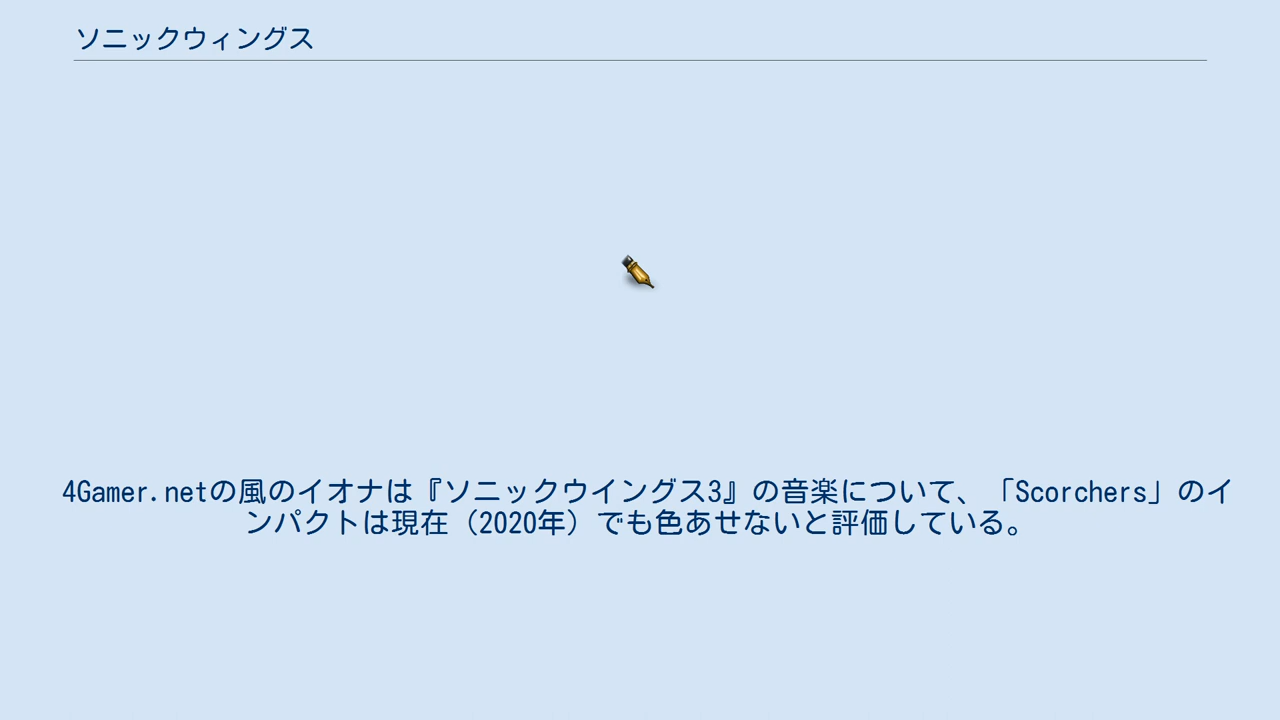 ソニックウィングス
4Gamer.netの風のイオナは『ソニックウイングス3』の音楽について、「Scorchers」のイ
ンパクトは現在（2020年）でも色あせないと評価している。